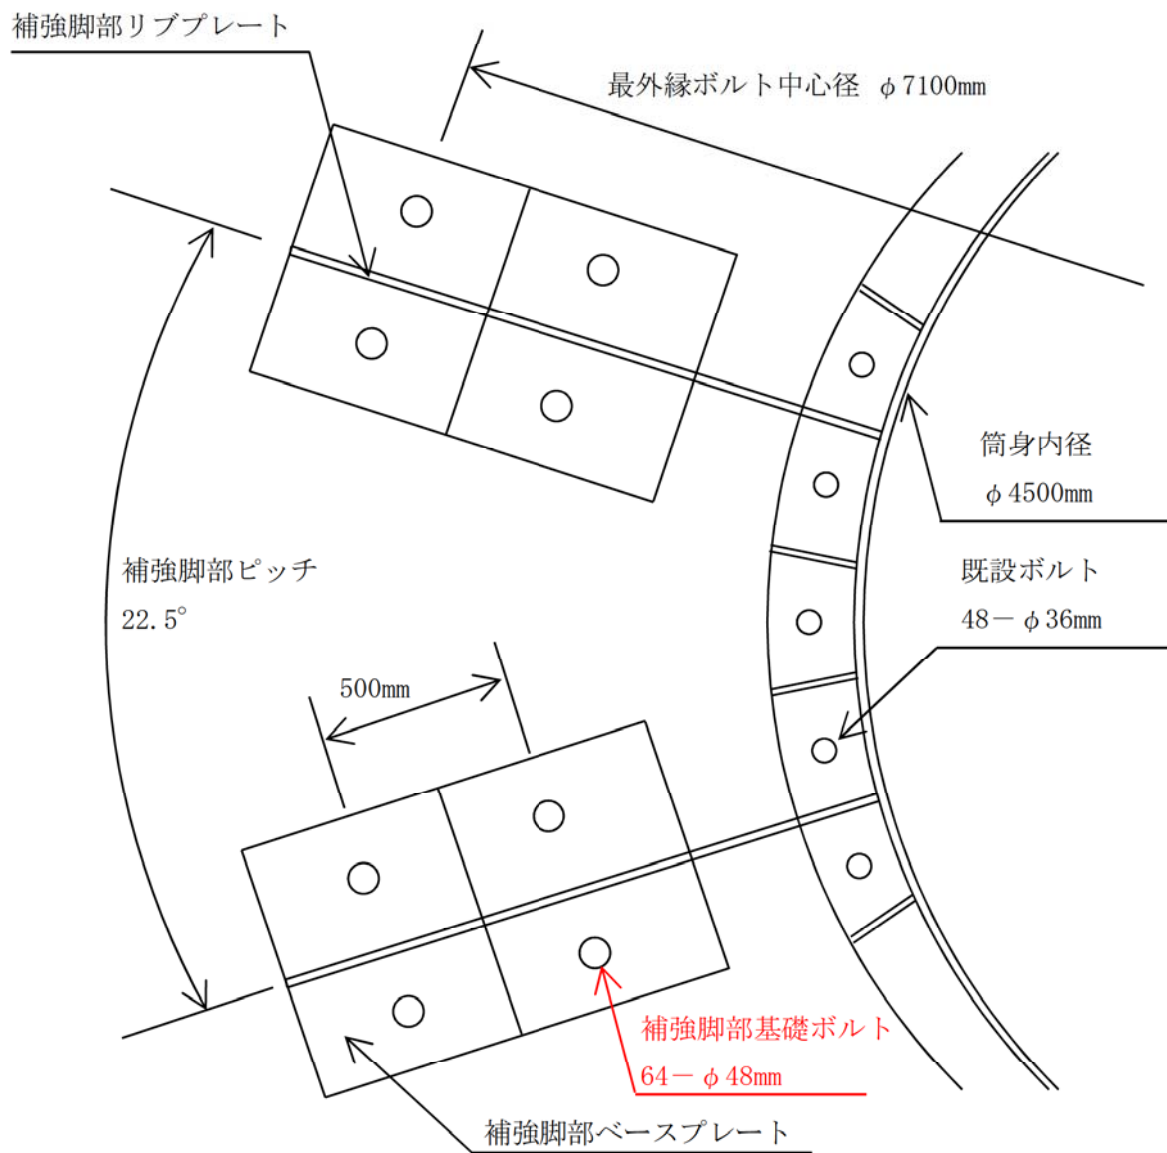 補強脚部リブプレート
最外縁ボルト中心径 φ7100mm
筒身内径
φ4500mm
補強脚部ピッチ
22.5°
既設ボルト
48－φ36mm
500mm
補強脚部基礎ボルト
64－φ48mm
補強脚部ベースプレート